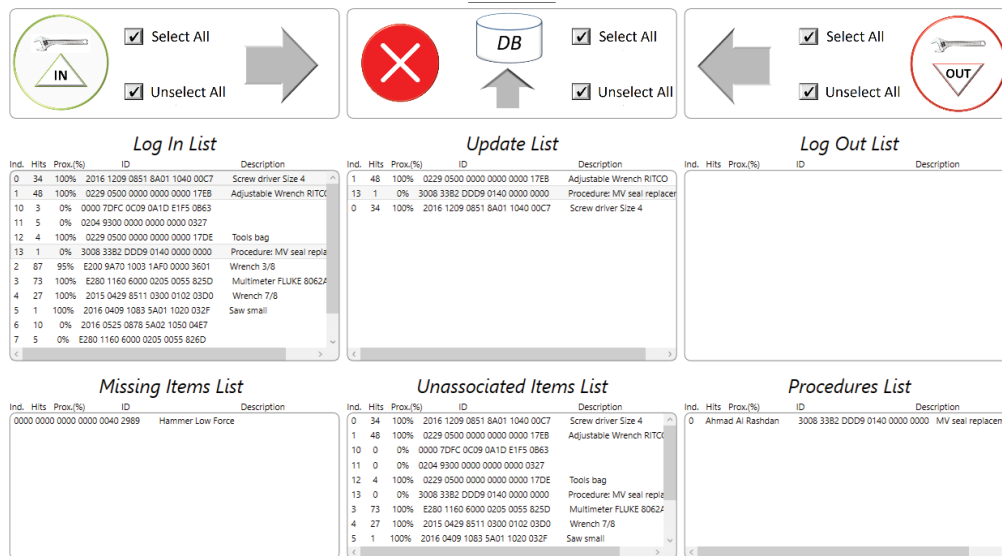 Select All
IN
Unselect All
DB
Select All
Unselect All
Select All
OUT
Unselect All
Log In List
Ind. Hits Prox.(%) ID Description
0 34 100% 2016 1209 0851 8A01 1040 00C7 Screw driver Size 4
1 48 100% 0229 0500 0000 0000 0000 17EB Adjustable Wrench RITCO
10 3 0% 0000 7DFC 0C09 0A1D E1F5 0B63
11 5 0% 0204 9300 0000 0000 0000 0327
12 4 100% 0229 0500 0000 0000 0000 17DE Tools bag
13 1 0% 3008 33B2 DDD9 0140 0000 0000 Procedure: MV seal repla
2 87 95% E200 9A70 1003 1AF0 0000 3601 Wrench 3/8
3 73 100% E280 1160 6000 0205 0055 825D Multimeter FLUKE 8062A
4 27 100% 2015 0429 8511 0300 0102 03D0 Wrench 7/8
5 1 100% 2016 0409 1083 5A01 1020 032F Saw small
6 10 0% 2016 0525 0878 5A02 1050 04E7
7 5 0% E280 1160 6000 0205 0055 826D
Update List
Ind. Hits Prox.(%) ID Description
1 48 100% 0229 0500 0000 0000 0000 17EB Adjustable Wrench RITCO
13 1 0% 3008 33B2 DDD9 0140 0000 0000 Procedure: MV seal replacer
0 34 100% 2016 1209 0851 8A01 1040 00C7 Screw driver Size 4
Log Out List
Ind. Hits Prox.(%) ID Description
Missing Items List
Ind. Hits Prox.(%) ID Description
0000 0000 0000 0000 0040 2989 Hammer Low Force
Unassociated Items List
Ind. Hits Prox.(%) ID Description
0 34 100% 2016 1209 0851 8A01 1040 00C7 Screw driver Size 4
1 48 100% 0229 0500 0000 0000 0000 17EB Adjustable Wrench RITCO
10 0 0% 0000 7DFC 0C09 0A1D E1F5 0B63
11 0 0% 0204 9300 0000 0000 0000 0327
12 4 100% 0229 0500 0000 0000 0000 17DE Tools bag
13 0 0% 3008 33B2 DDD9 0140 0000 0000 Procedure: MV seal repla
3 73 100% E280 1160 6000 0205 0055 825D Multimeter FLUKE 8062A
4 27 100% 2015 0429 8511 0300 0102 03D0 Wrench 7/8
5 1 100% 2016 0409 1083 5A01 1020 032F Saw small
Procedures List
Ind. Hits Prox.(%) ID Description
0 Ahmad Al Rashdan 3008 33B2 DDD9 0140 0000 0000 MV seal replacem